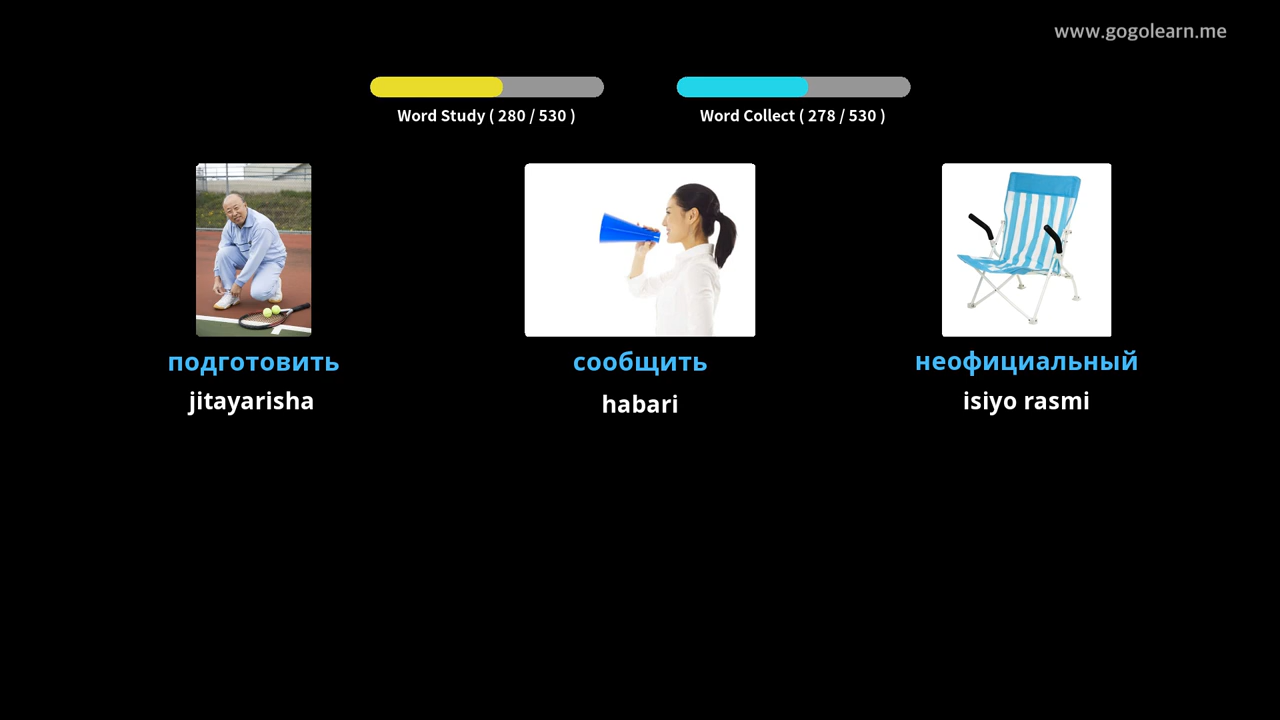 www.gogolearn.me
Word Study ( 280 / 530 )
Word Collect ( 278 / 530 )
подготовить
сообщить
неофициальный
jitayarisha
habari
isiyo rasmi